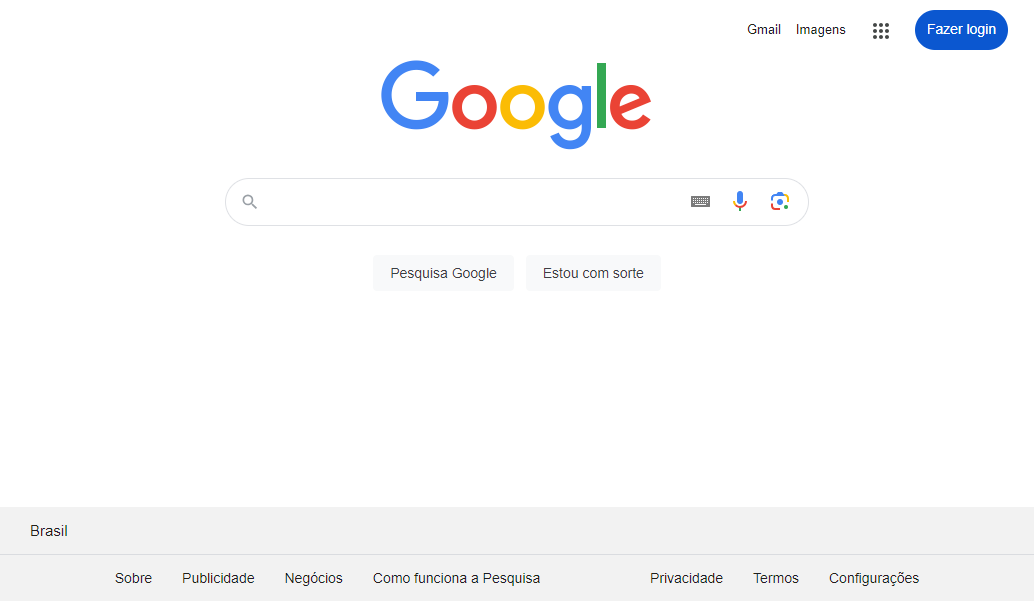 Gmail Imagens Fazer login
Google
Pesquisa Google Estou com sorte
Brasil
Sobre Publicidade Negócios Como funciona a Pesquisa Privacidade Termos Configurações